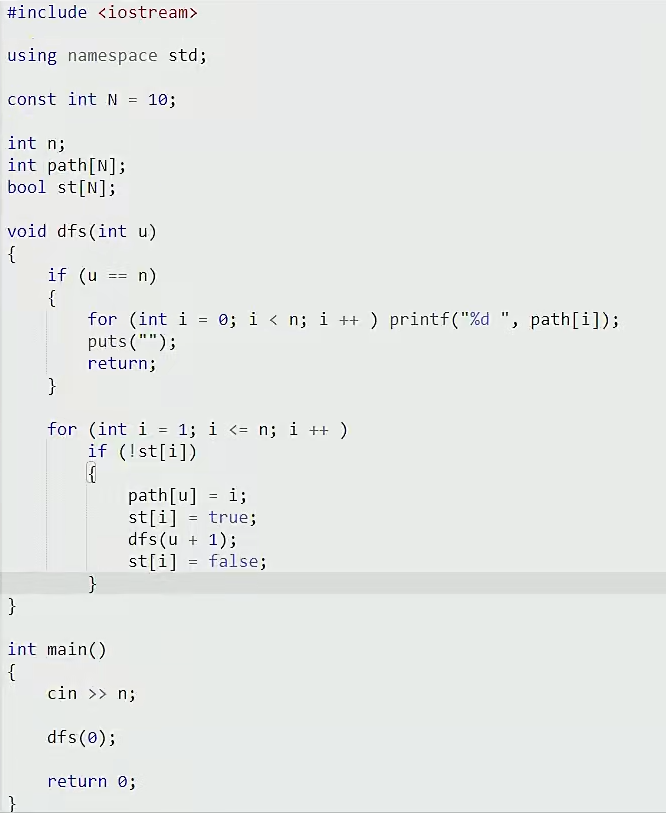 #include <iostream>
using namespace std;
const int N = 10;
int n;
int path[N];
bool st[N];
void dfs(int u)
{
    if (u == n)
    {
        for (int i = 0; i < n; i ++ ) printf("%d ", path[i]);
        puts("");
        return;
    }
    for (int i = 1; i <= n; i ++ )
        if (!st[i])
        {
            path[u] = i;
            st[i] = true;
            dfs(u + 1);
            st[i] = false;
        }
}
int main()
{
    cin >> n;
    dfs(0);
    return 0;
}